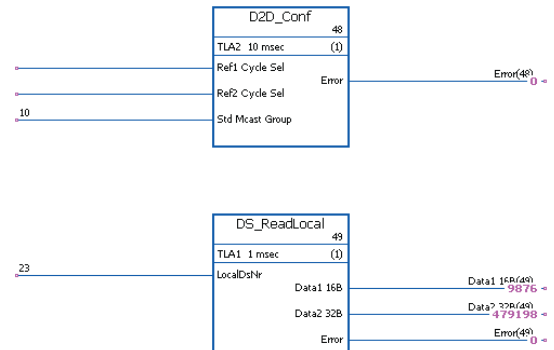 D2D_Conf
48
TLA2 10 msec (1)
Ref1 Cycle Sel
Error
Error(48)
0
Ref2 Cycle Sel
10
Std Mcast Group
DS_ReadLocal
49
TLA1 1 msec (1)
23
LocalDsNr
Data1 16B
Data1 16B(49)
9876
Data2 32B
Data2 32B(49)
479198
Error
Error(49)
0